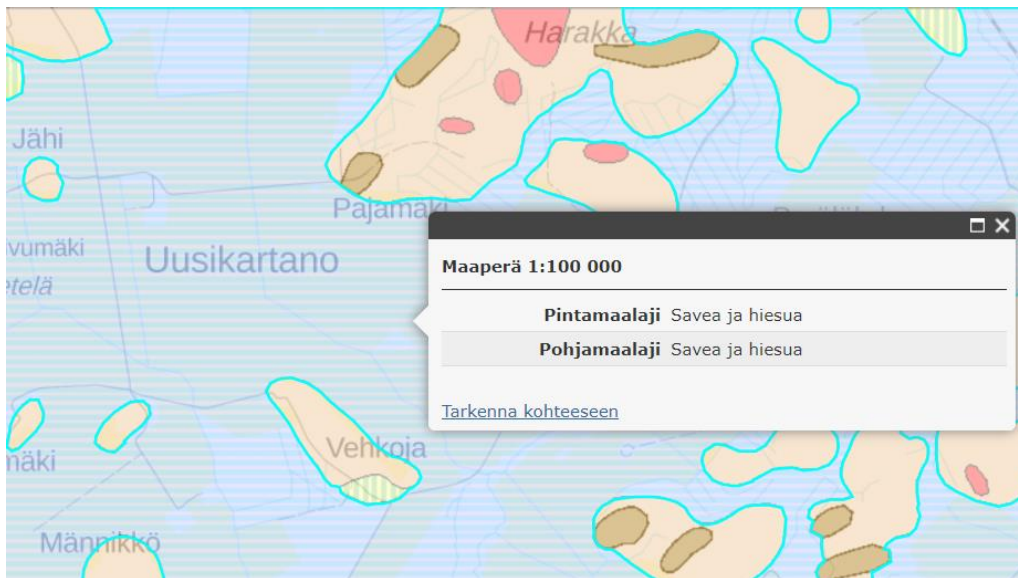 Harakka
Jähi
Pajamäki
vumäki
Uusikartano
etelä
Maaperä 1:100 000
Pintamaalaji Savea ja hiesua
Pohjamaalaji Savea ja hiesua
Tarkenna kohteeseen
Vehkoja
mäki
Männikkö